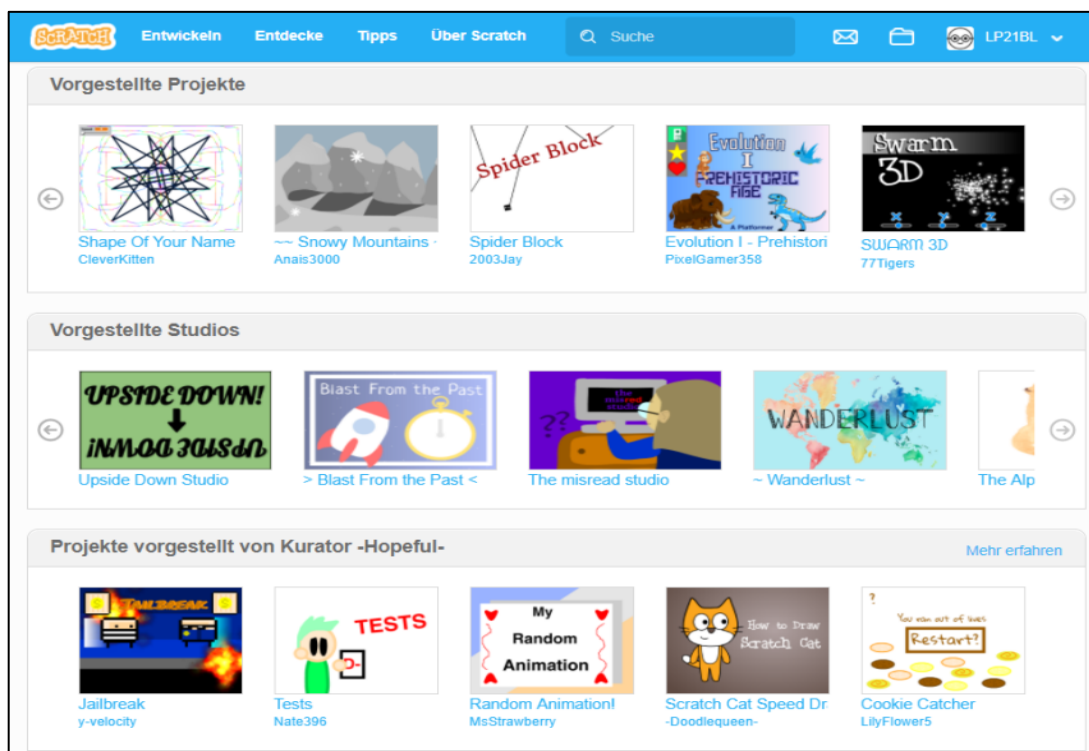 SCRATCH Entwickeln Entdecke Tipps Über Scratch Suche LP21BL
Vorgestellte Projekte
Spider Block
Evolution
I
PREHISTORIC
AGE
A Platformer
Swarm
3D
X Y Z
Shape Of Your Name
~~ Snowy Mountains ·
Spider Block
Evolution I - Prehistori
SWARM 3D
CleverKitten
Anais3000
2003Jay
PixelGamer358
77Tigers
Vorgestellte Studios
UPSIDE DOWN!
UPSIDE DOWN!
Blast From the Past
??
the
misred
studio
WANDERLUST
Upside Down Studio
> Blast From the Past <
The misread studio
~ Wanderlust ~
The Alp
Projekte vorgestellt von Kurator -Hopeful-
Mehr erfahren
$ JAILBREAK $
TESTS
D-
My
Random
Animation
How to Draw
Scratch Cat
?
You ran out of lives
Restart?
Jailbreak
Tests
Random Animation!
Scratch Cat Speed Dr
Cookie Catcher
y-velocity
Nate396
MsStrawberry
-Doodlequeen-
LilyFlower5